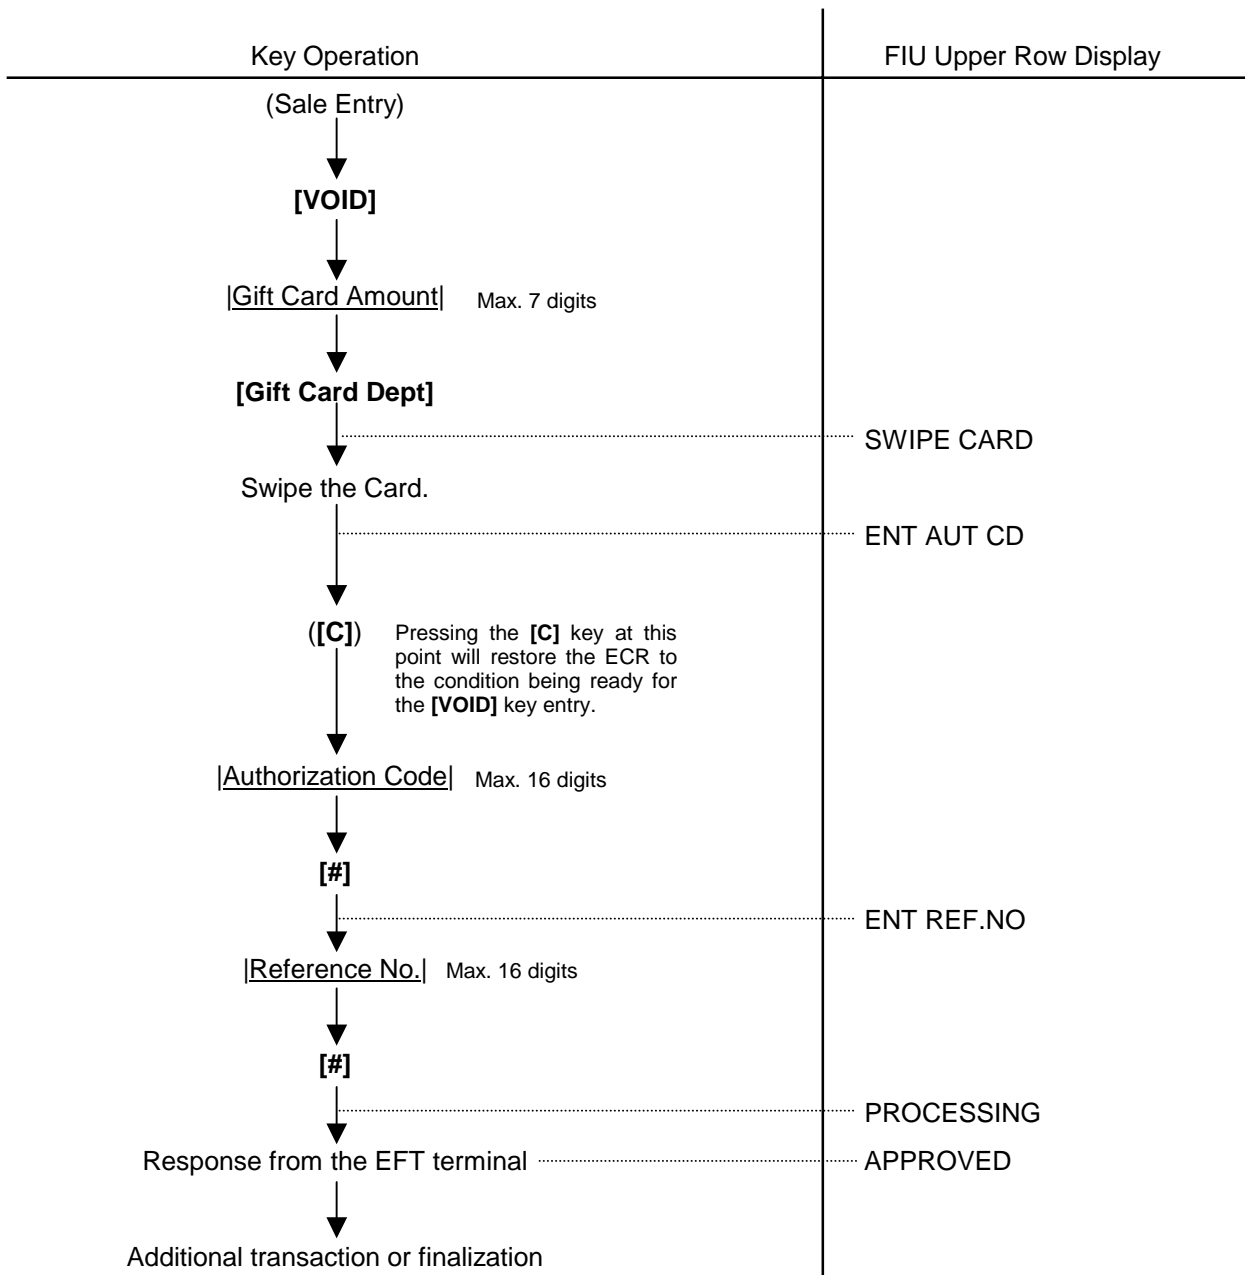 Key Operation FIU Upper Row Display
(Sale Entry)
[VOID]
|Gift Card Amount| Max. 7 digits
[Gift Card Dept]
SWIPE CARD
Swipe the Card.
ENT AUT CD
([C]) Pressing the [C] key at this
point will restore the ECR to
the condition being ready for
the [VOID] key entry.
|Authorization Code| Max. 16 digits
[#]
ENT REF.NO
|Reference No.| Max. 16 digits
[#]
PROCESSING
Response from the EFT terminal APPROVED
Additional transaction or finalization